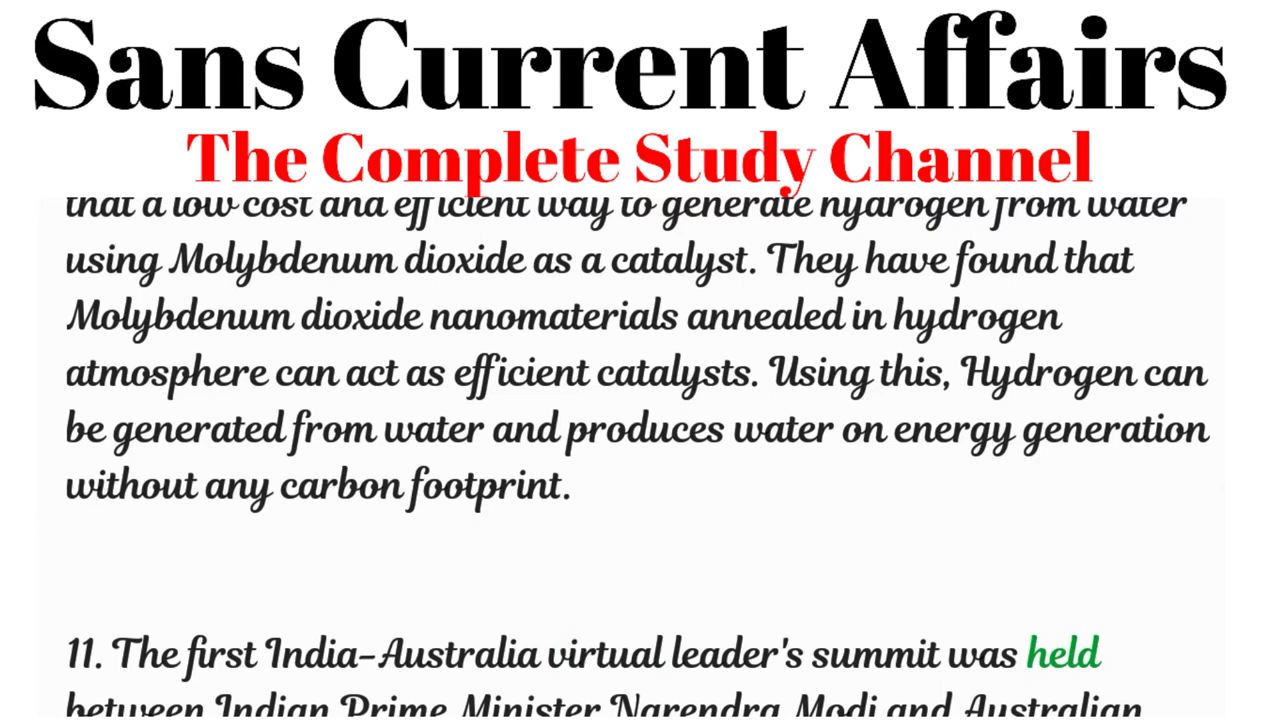 Sans Current Affairs
The Complete Study Channel
that a low cost and efficient way to generate hydrogen from water
using Molybdenum dioxide as a catalyst. They have found that
Molybdenum dioxide nanomaterials annealed in hydrogen
atmosphere can act as efficient catalysts. Using this, Hydrogen can
be generated from water and produces water on energy generation
without any carbon footprint.
11. The first India-Australia virtual leader's summit was held
between Indian Prime Minister Narendra Modi and Australian